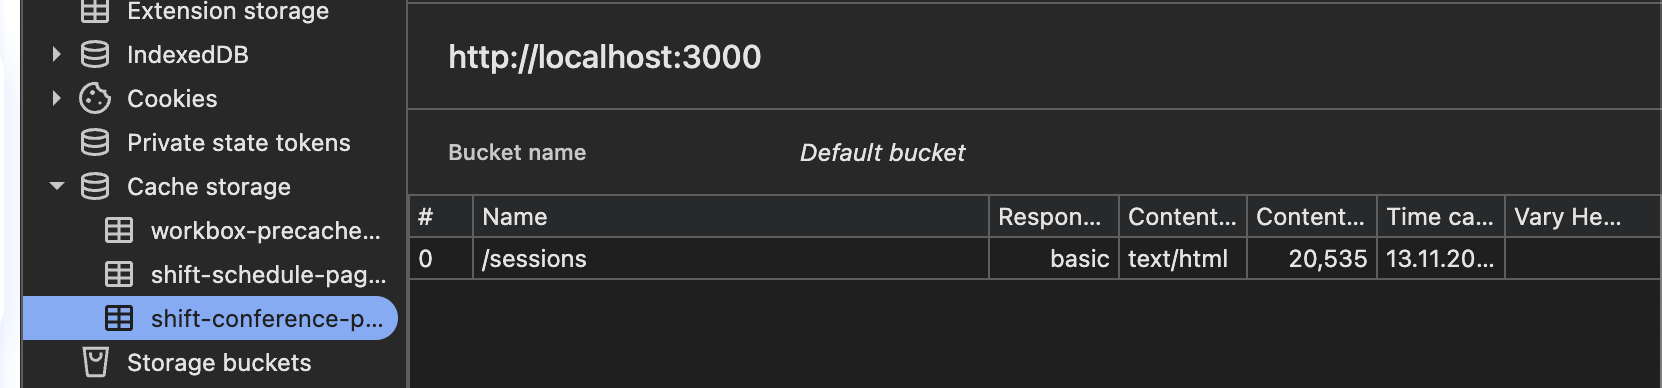 Extension storage
IndexedDB
Cookies
Private state tokens
Cache storage
workbox-precache...
shift-schedule-pag...
shift-conference-p...
Storage buckets
http://localhost:3000
Bucket name Default bucket
# Name Respon... Content... Content... Time ca... Vary He...
0 /sessions basic text/html 20,535 13.11.20...